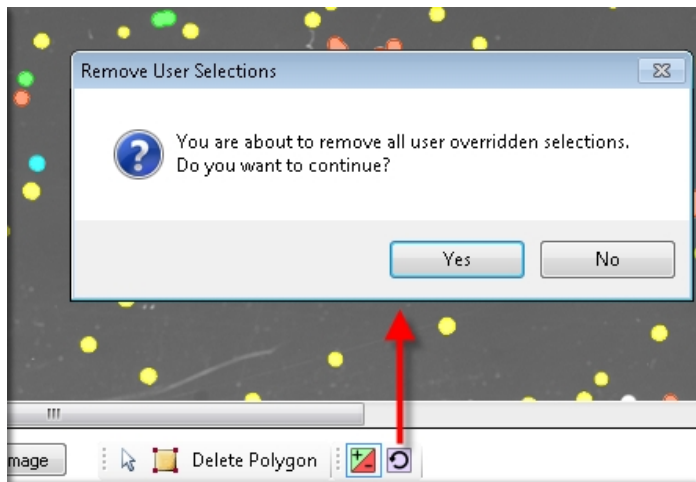 Remove User Selections
You are about to remove all user overridden selections.
Do you want to continue?
Yes
No
mage
Delete Polygon